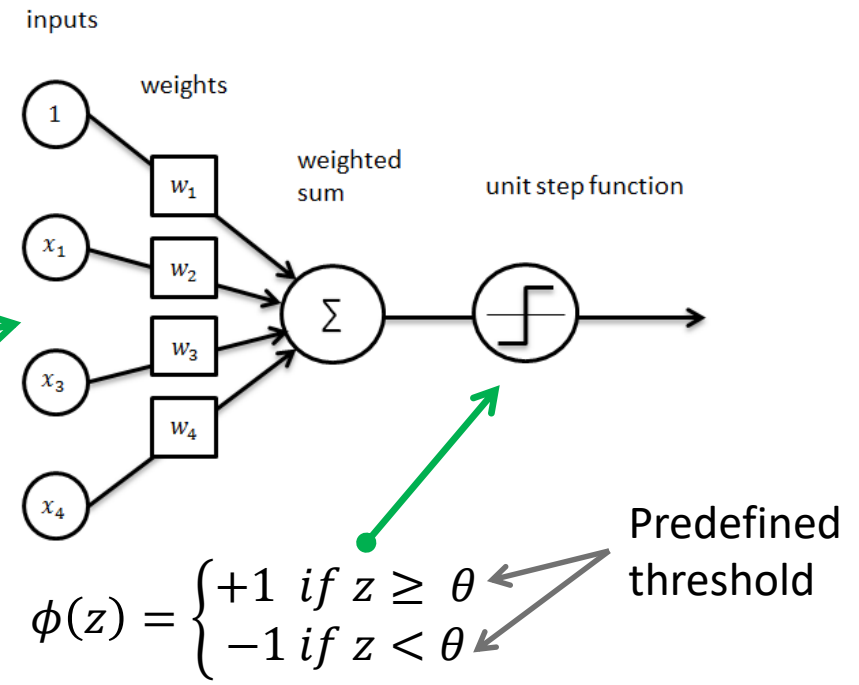 inputs
weights
1
weighted
sum
unit step function
w₁
x₁
w₂
Σ
w₃
x₃
w₄
x₄
Predefined
threshold
ϕ(z) = { +1 if z ≥ θ
−1 if z < θ